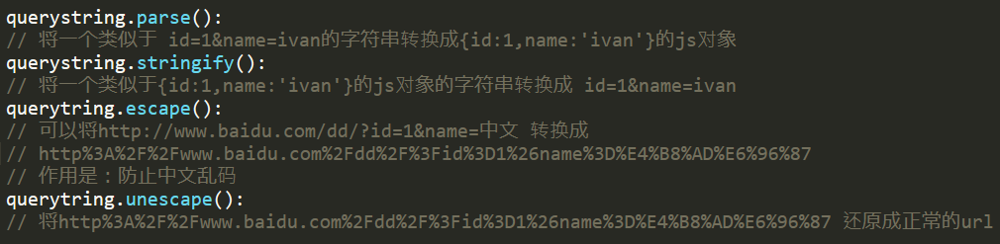 querystring.parse():
// 将一个类似于 id=1&name=ivan的字符串转换成{id:1,name:'ivan'}的js对象
querystring.stringify():
// 将一个类似于{id:1,name:'ivan'}的js对象的字符串转换成 id=1&name=ivan
querytring.escape():
// 可以将http://www.baidu.com/dd/?id=1&name=中文 转换成
// http%3A%2F%2Fwww.baidu.com%2Fdd%2F%3Fid%3D1%26name%3D%E4%B8%AD%E6%96%87
// 作用是：防止中文乱码
querytring.unescape():
// 将http%3A%2F%2Fwww.baidu.com%2Fdd%2F%3Fid%3D1%26name%3D%E4%B8%AD%E6%96%87 还原成正常的url